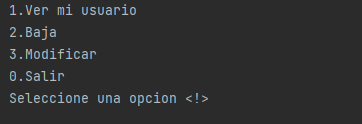 1.Ver mi usuario
2.Baja
3.Modificar
0.Salir
Seleccione una opcion <!>